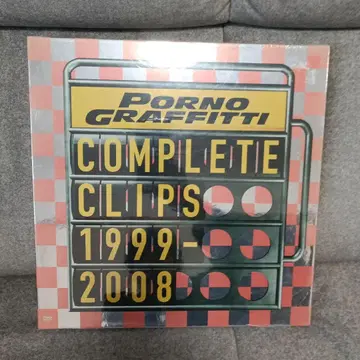 PORNO
GRAFFITTI
COMPLETE
CLIPS
1999-
2008